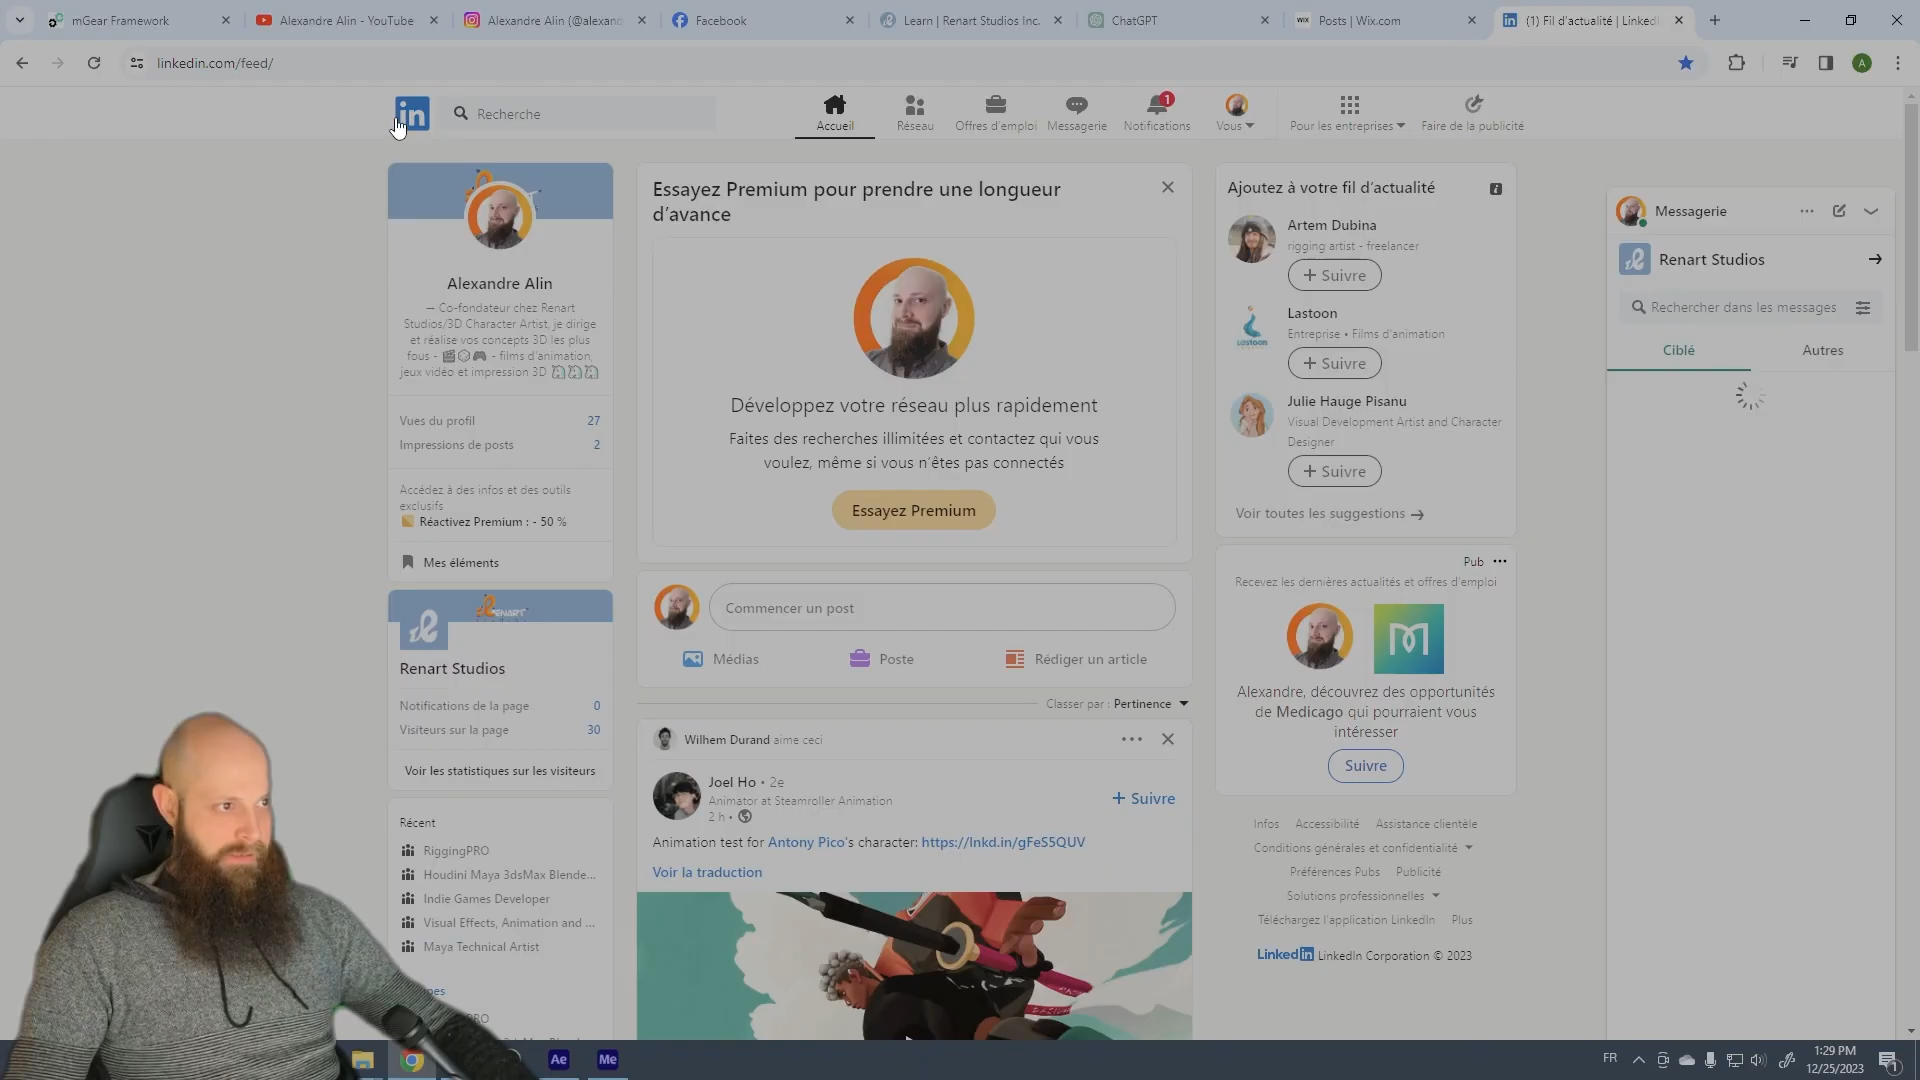 mGear Framework
Alexandre Alin - YouTube
Alexandre Alin (@alexand
Facebook
Learn | Renart Studios Inc.
ChatGPT
WIX
Posts | Wix.com
(1) Fil d'actualité | Linked
linkedin.com/feed/
A
in
Recherche
Accueil
Réseau
Offres d'emploi
Messagerie
1
Notifications
Vous
Pour les entreprises
Faire de la publicité
Alexandre Alin
— Co-fondateur chez Renart
Studios/3D Character Artist, je dirige
et réalise vos concepts 3D les plus
fous - - films d'animation,
jeux vidéo et impression 3D
Vues du profil 27
Impressions de posts 2
Accédez à des infos et des outils
exclusifs
Réactivez Premium : - 50 %
Mes éléments
RENART
Renart Studios
Notifications de la page 0
Visiteurs sur la page 30
Voir les statistiques sur les visiteurs
Récent
RiggingPRO
Houdini Maya 3dsMax Blende...
Indie Games Developer
Visual Effects, Animation and ...
Maya Technical Artist
Essayez Premium pour prendre une longueur
d'avance
Développez votre réseau plus rapidement
Faites des recherches illimitées et contactez qui vous
voulez, même si vous n'êtes pas connectés
Essayez Premium
Commencer un post
Médias
Poste
Rédiger un article
Classer par : Pertinence
Wilhem Durand aime ceci
Joel Ho • 2e
Animator at Steamroller Animation
2 h •
+ Suivre
Animation test for Antony Pico's character: https://lnkd.in/gFeS5QUV
Voir la traduction
Ajoutez à votre fil d'actualité
Artem Dubina
rigging artist - freelancer
+ Suivre
Lastoon
Lastoon
Entreprise • Films d'animation
+ Suivre
Julie Hauge Pisanu
Visual Development Artist and Character
Designer
+ Suivre
Voir toutes les suggestions →
Pub •••
Recevez les dernières actualités et offres d'emploi
Alexandre, découvrez des opportunités
de Medicago qui pourraient vous
intéresser
Suivre
Infos Accessibilité Assistance clientèle
Conditions générales et confidentialité
Préférences Pubs Publicité
Solutions professionnelles
Téléchargez l'application LinkedIn Plus
LinkedIn LinkedIn Corporation © 2023
Messagerie
Renart Studios
Rechercher dans les messages
Ciblé
Autres
Ae
Me
FR
1:29 PM
12/25/2023
1